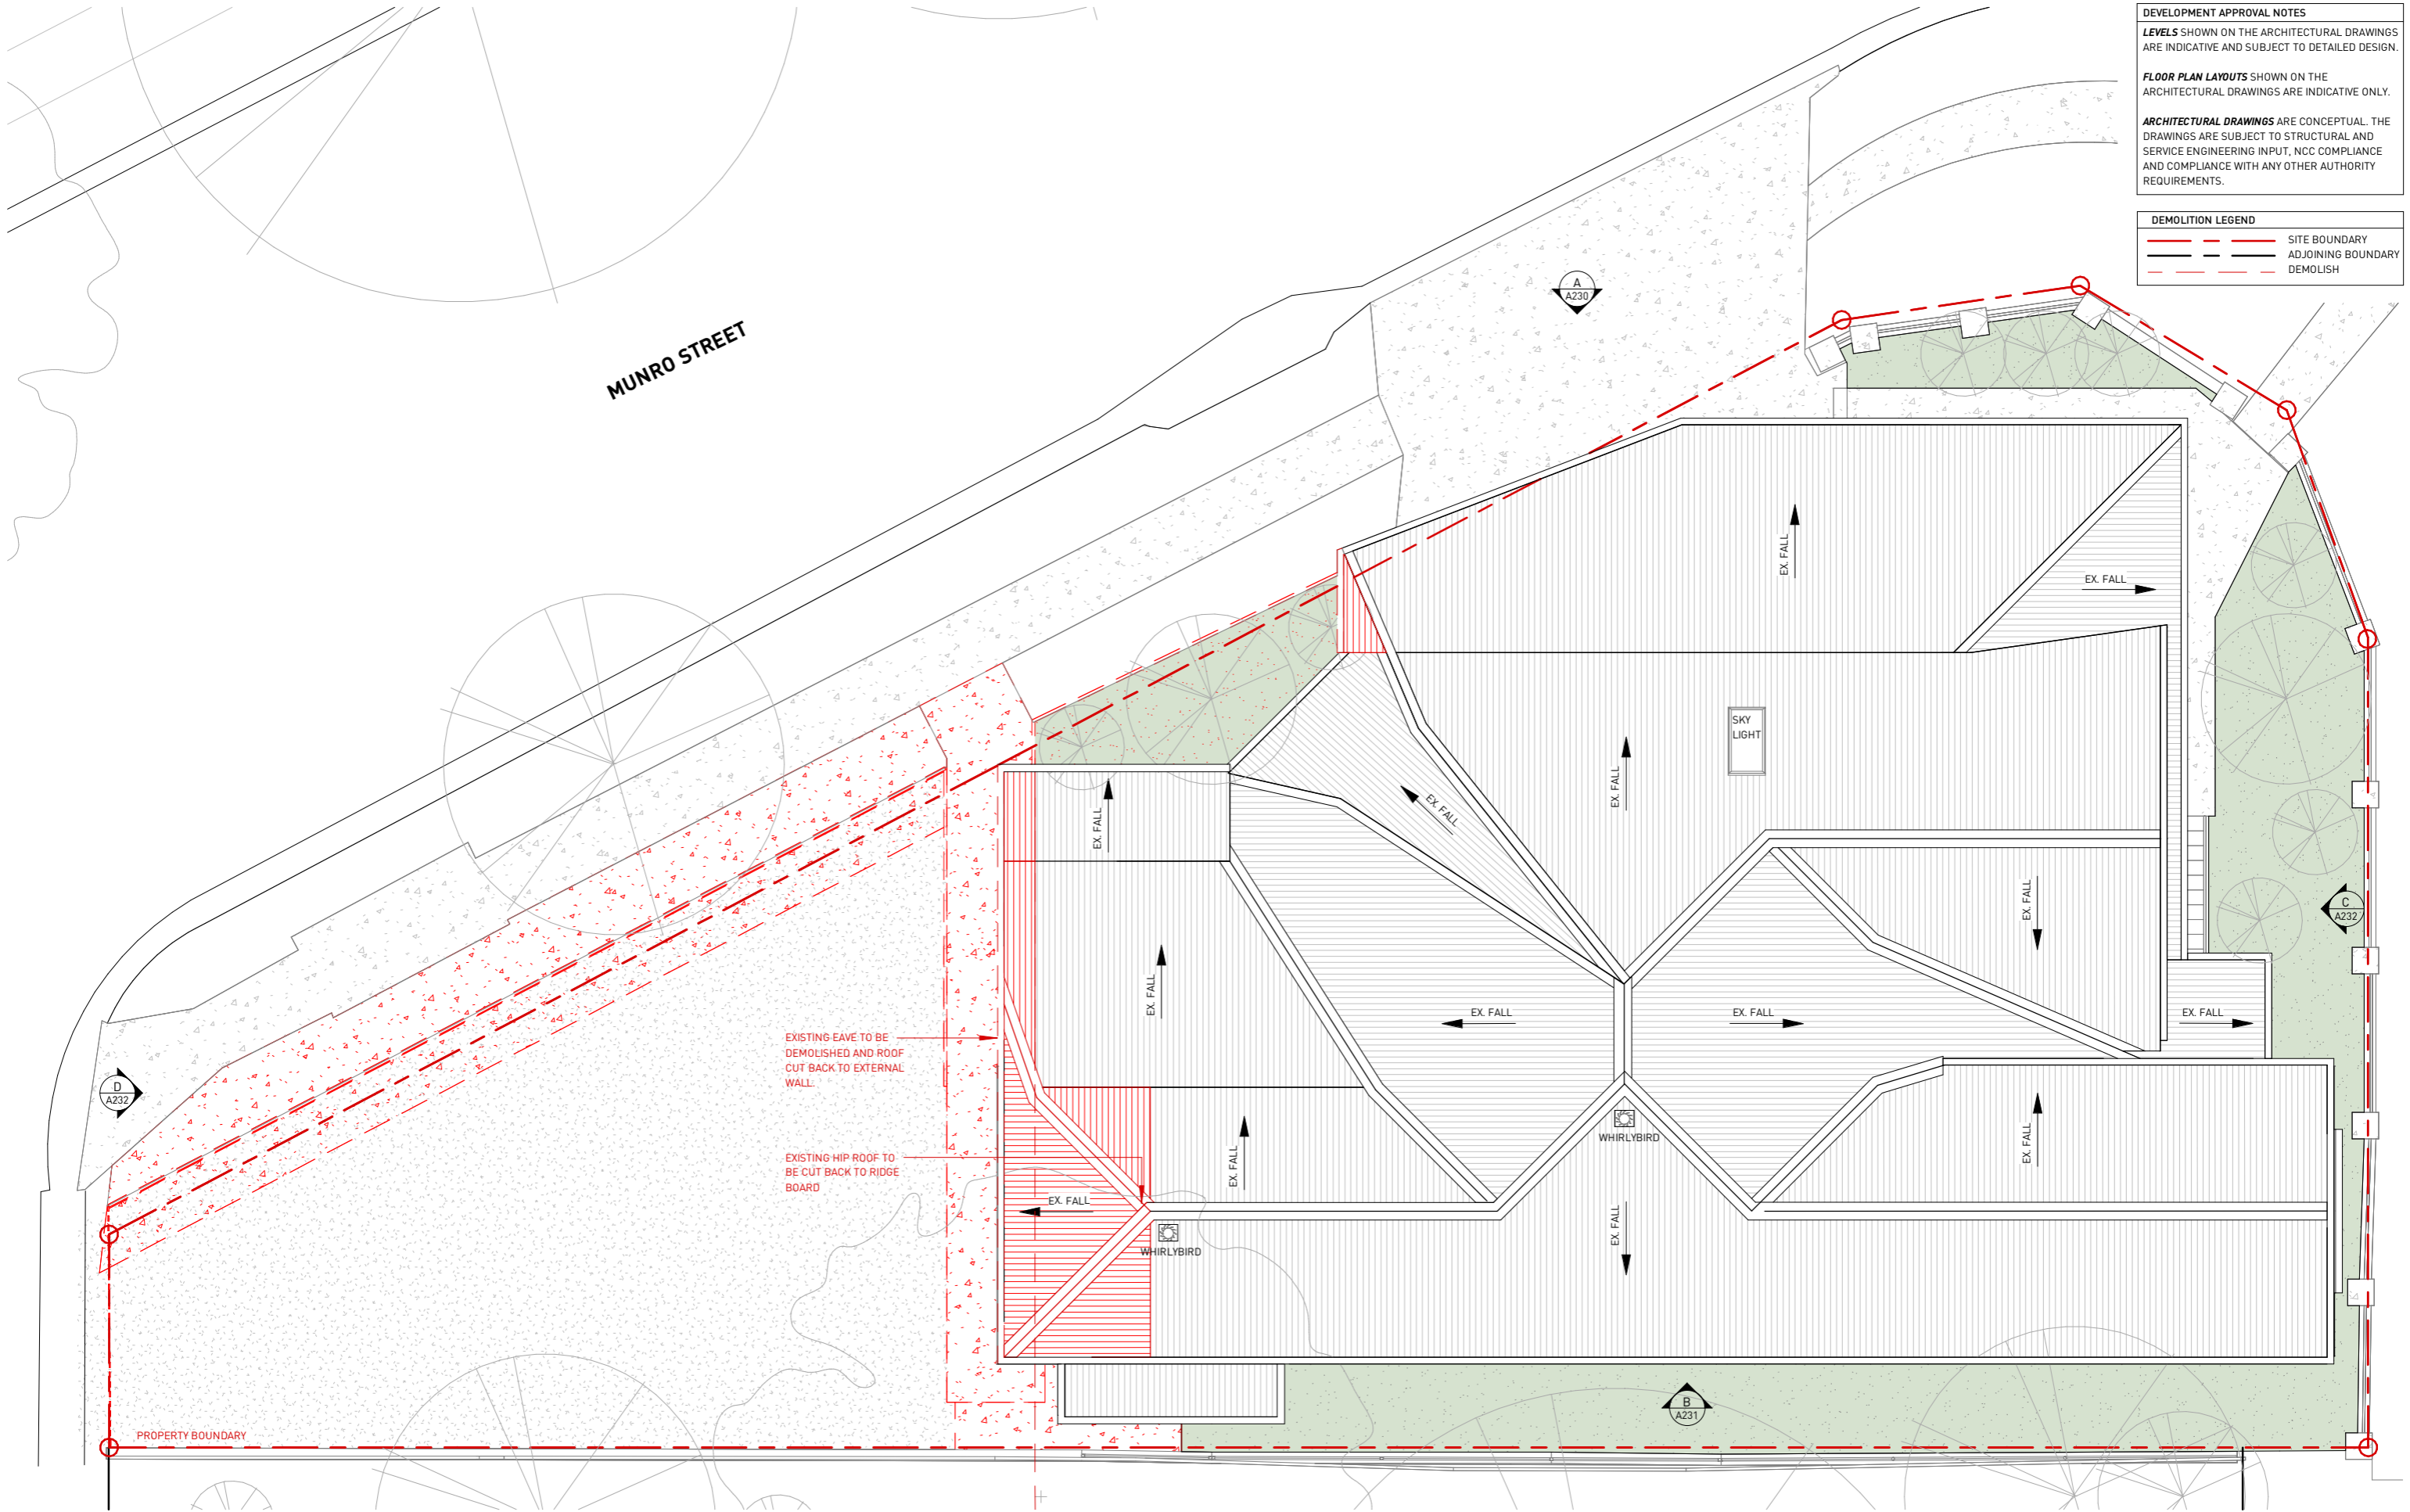 DEVELOPMENT APPROVAL NOTES
LEVELS SHOWN ON THE ARCHITECTURAL DRAWINGS
ARE INDICATIVE AND SUBJECT TO DETAILED DESIGN.
FLOOR PLAN LAYOUTS SHOWN ON THE
ARCHITECTURAL DRAWINGS ARE INDICATIVE ONLY.
ARCHITECTURAL DRAWINGS ARE CONCEPTUAL. THE
DRAWINGS ARE SUBJECT TO STRUCTURAL AND
SERVICE ENGINEERING INPUT, NCC COMPLIANCE
AND COMPLIANCE WITH ANY OTHER AUTHORITY
REQUIREMENTS.
DEMOLITION LEGEND
SITE BOUNDARY
ADJOINING BOUNDARY
DEMOLISH
A
A230
MUNRO STREET
EX. FALL
EX. FALL
SKY
LIGHT
EX. FALL
EX. FALL
EX. FALL
EX. FALL
C
A232
EX. FALL
EX. FALL
EX. FALL
EX. FALL
EXISTING EAVE TO BE
DEMOLISHED AND ROOF
CUT BACK TO EXTERNAL
WALL.
D
A232
WHIRLYBIRD
EX. FALL
EX. FALL
EXISTING HIP ROOF TO
BE CUT BACK TO RIDGE
BOARD
EX. FALL
EX. FALL
WHIRLYBIRD
B
A231
PROPERTY BOUNDARY